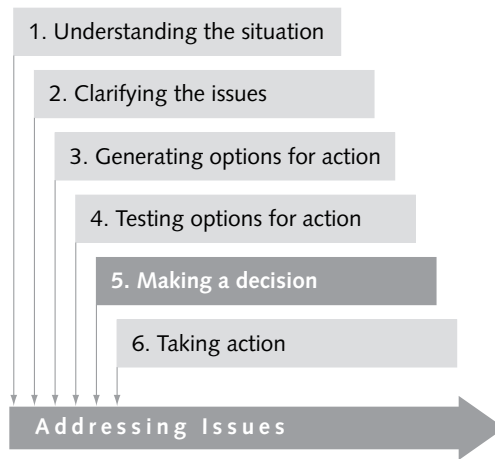 1. Understanding the situation
2. Clarifying the issues
3. Generating options for action
4. Testing options for action
5. Making a decision
6. Taking action
Addressing Issues